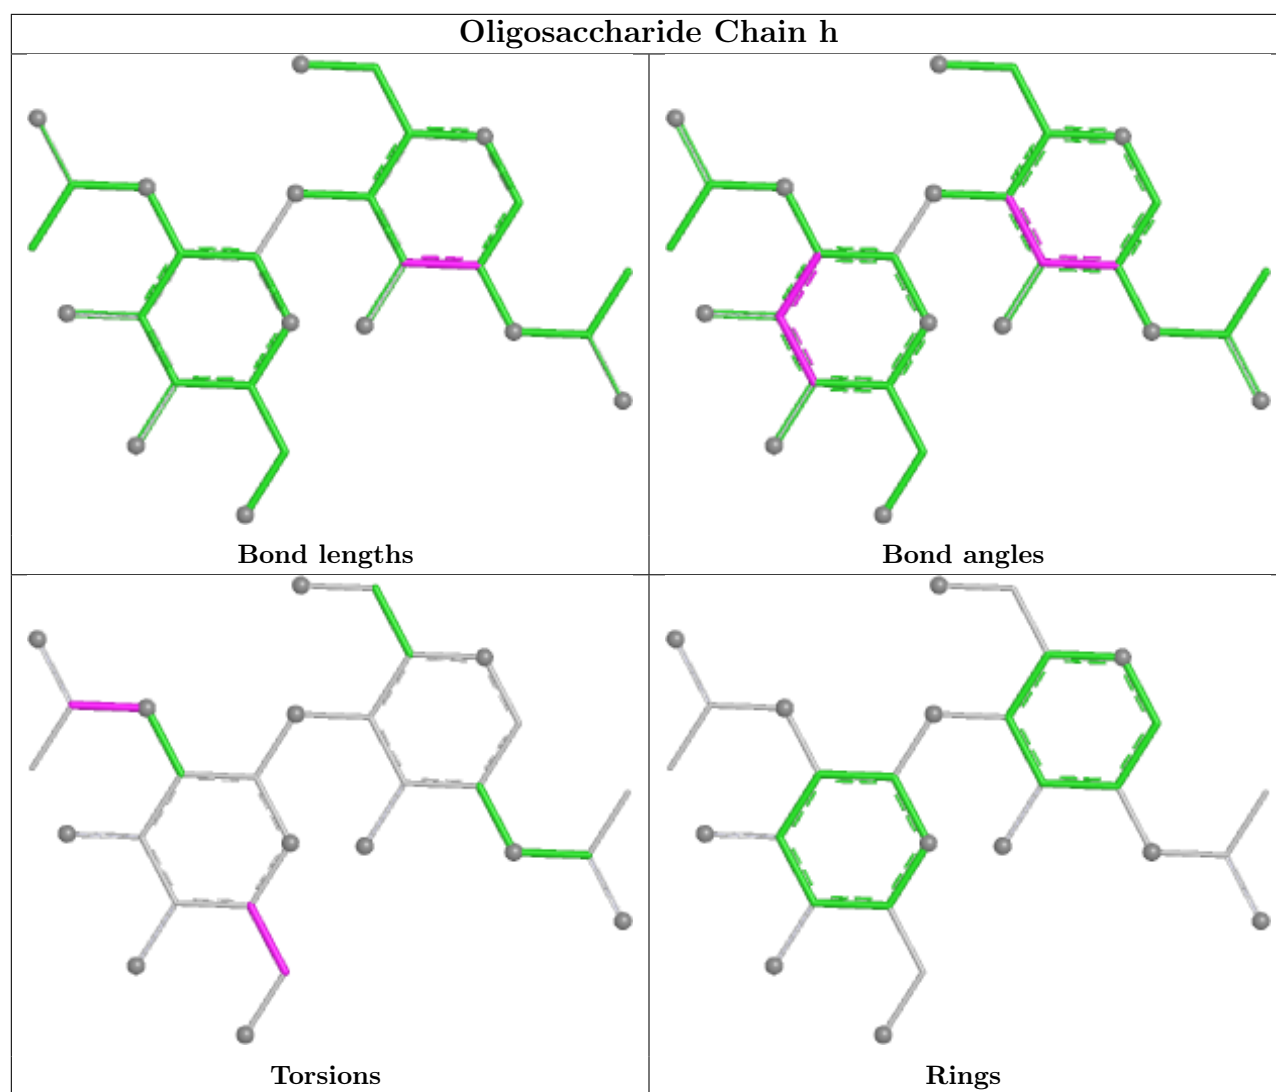 Oligosaccharide Chain h
Bond lengths
Bond angles
Torsions
Rings